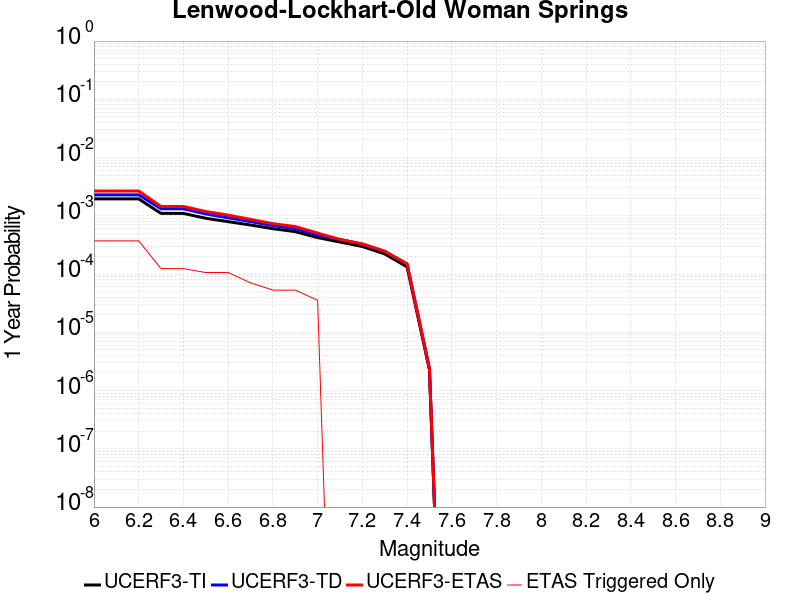 Lenwood-Lockhart-Old Woman Springs
10^0
10^-1
10^-2
10^-3
10^-4
10^-5
10^-6
10^-7
10^-8
1 Year Probability
6 6.2 6.4 6.6 6.8 7 7.2 7.4 7.6 7.8 8 8.2 8.4 8.6 8.8 9
Magnitude
UCERF3-TI UCERF3-TD UCERF3-ETAS ETAS Triggered Only